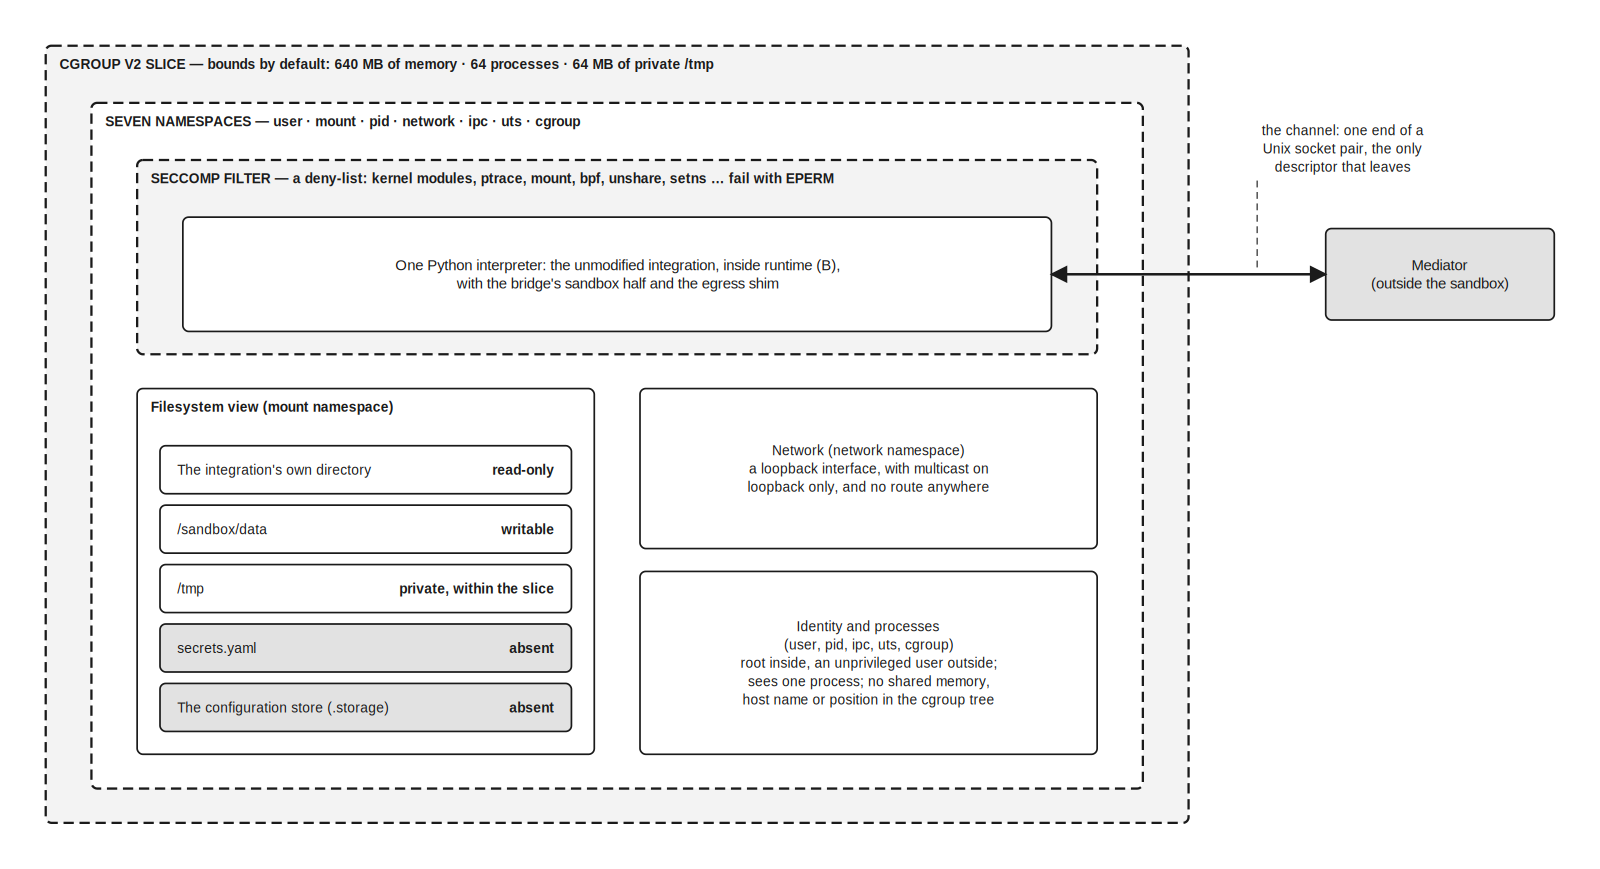 CGROUP V2 SLICE — bounds by default: 640 MB of memory · 64 processes · 64 MB of private /tmp
SEVEN NAMESPACES — user · mount · pid · network · ipc · uts · cgroup
SECCOMP FILTER — a deny-list: kernel modules, ptrace, mount, bpf, unshare, setns … fail with EPERM
One Python interpreter: the unmodified integration, inside runtime (B),
with the bridge's sandbox half and the egress shim
the channel: one end of a
Unix socket pair, the only
descriptor that leaves
Mediator
(outside the sandbox)
Filesystem view (mount namespace)
The integration's own directory read-only
/sandbox/data writable
/tmp private, within the slice
secrets.yaml absent
The configuration store (.storage) absent
Network (network namespace)
a loopback interface, with multicast on
loopback only, and no route anywhere
Identity and processes
(user, pid, ipc, uts, cgroup)
root inside, an unprivileged user outside;
sees one process; no shared memory,
host name or position in the cgroup tree